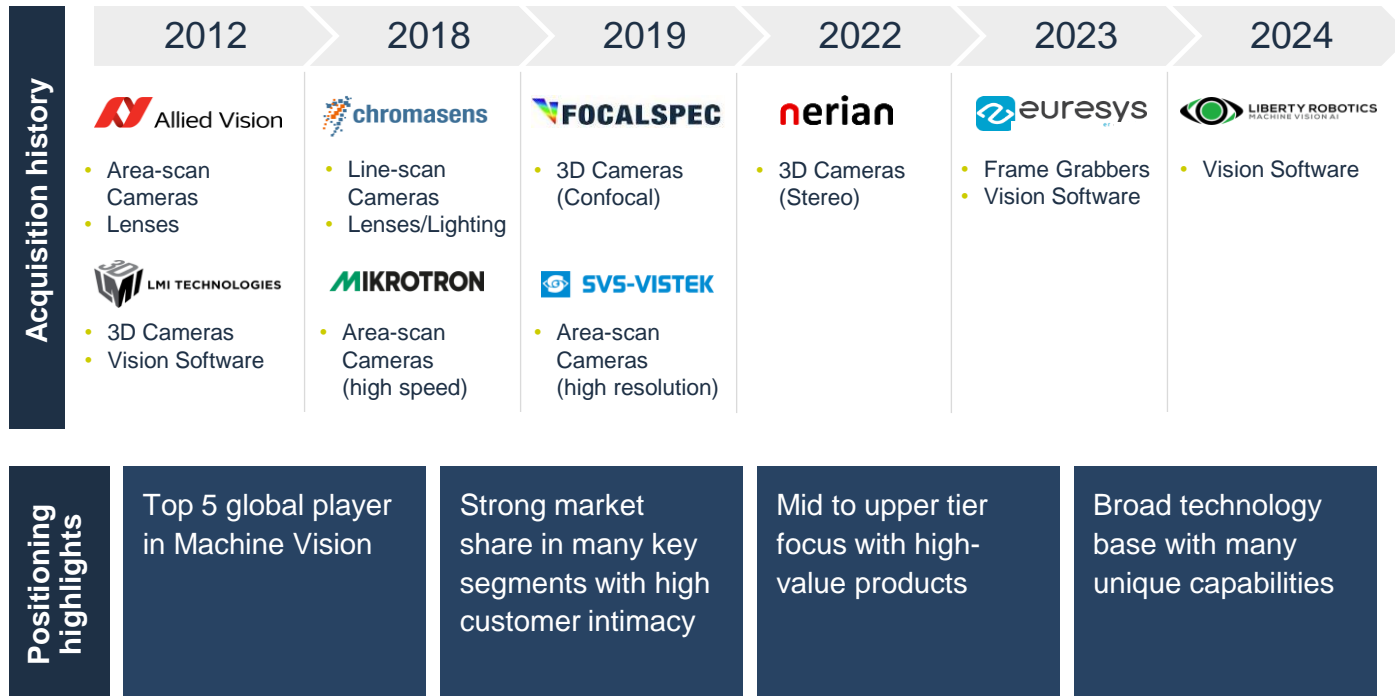 Acquisition history
2012
2018
2019
2022
2023
2024
Allied Vision
• Area-scan
Cameras
• Lenses
3D LMI TECHNOLOGIES
• 3D Cameras
• Vision Software
chromasens
• Line-scan
Cameras
• Lenses/Lighting
MIKROTRON
• Area-scan
Cameras
(high speed)
FOCALSPEC
• 3D Cameras
(Confocal)
SVS-VISTEK
• Area-scan
Cameras
(high resolution)
nerian
• 3D Cameras
(Stereo)
euresys
• Frame Grabbers
• Vision Software
LIBERTY ROBOTICS
MACHINE VISION AI
• Vision Software
Positioning
highlights
Top 5 global player
in Machine Vision
Strong market
share in many key
segments with high
customer intimacy
Mid to upper tier
focus with high-
value products
Broad technology
base with many
unique capabilities